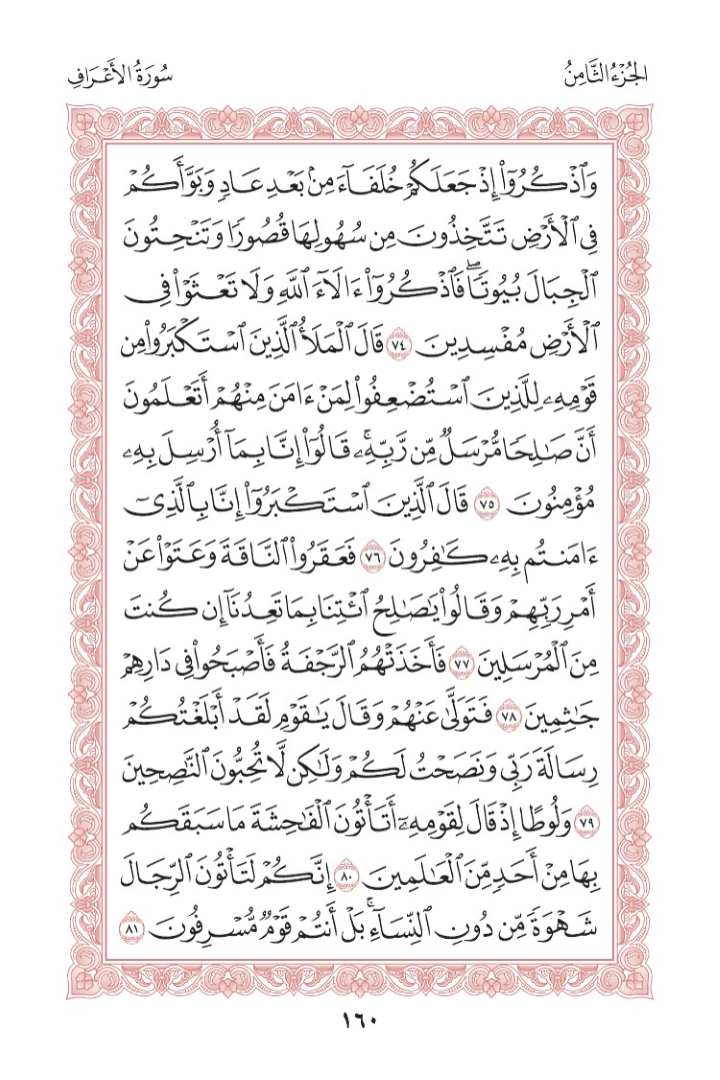 الجُزْءُ الثَّامِنُ
سُورَةُ الأَعْرَافِ
وَٱذْكُرُوٓا۟ إِذْ جَعَلَكُمْ خُلَفَآءَ مِنۢ بَعْدِ عَادٍ وَبَوَّأَكُمْ
فِى ٱلْأَرْضِ تَتَّخِذُونَ مِن سُهُولِهَا قُصُورًا وَتَنْحِتُونَ
ٱلْجِبَالَ بُيُوتًا ۖ فَٱذْكُرُوٓا۟ ءَالَآءَ ٱللَّهِ وَلَا تَعْثَوْا۟ فِى
ٱلْأَرْضِ مُفْسِدِينَ ٧٤ قَالَ ٱلْمَلَأُ ٱلَّذِينَ ٱسْتَكْبَرُوا۟ مِن
قَوْمِهِۦ لِلَّذِينَ ٱسْتُضْعِفُوا۟ لِمَنْ ءَامَنَ مِنْهُمْ أَتَعْلَمُونَ
أَنَّ صَـٰلِحًا مُّرْسَلٌ مِّن رَّبِّهِۦ ۚ قَالُوٓا۟ إِنَّا بِمَآ أُرْسِلَ بِهِۦ
مُؤْمِنُونَ ٧٥ قَالَ ٱلَّذِينَ ٱسْتَكْبَرُوٓا۟ إِنَّا بِٱلَّذِىٓ
ءَامَنتُم بِهِۦ كَـٰفِرُونَ ٧٦ فَعَقَرُوا۟ ٱلنَّاقَةَ وَعَتَوْا۟ عَنْ
أَمْرِ رَبِّهِمْ وَقَالُوا۟ يَـٰصَـٰلِحُ ٱئْتِنَا بِمَا تَعِدُنَآ إِن كُنتَ
مِنَ ٱلْمُرْسَلِينَ ٧٧ فَأَخَذَتْهُمُ ٱلرَّجْفَةُ فَأَصْبَحُوا۟ فِى دَارِهِمْ
جَـٰثِمِينَ ٧٨ فَتَوَلَّىٰ عَنْهُمْ وَقَالَ يَـٰقَوْمِ لَقَدْ أَبْلَغْتُكُمْ
رِسَالَةَ رَبِّى وَنَصَحْتُ لَكُمْ وَلَـٰكِن لَّا تُحِبُّونَ ٱلنَّـٰصِحِينَ
٧٩ وَلُوطًا إِذْ قَالَ لِقَوْمِهِۦٓ أَتَأْتُونَ ٱلْفَـٰحِشَةَ مَا سَبَقَكُم
بِهَا مِنْ أَحَدٍ مِّنَ ٱلْعَـٰلَمِينَ ٨٠ إِنَّكُمْ لَتَأْتُونَ ٱلرِّجَالَ
شَهْوَةً مِّن دُونِ ٱلنِّسَآءِ ۚ بَلْ أَنتُمْ قَوْمٌ مُّسْرِفُونَ ٨١
١٦٠